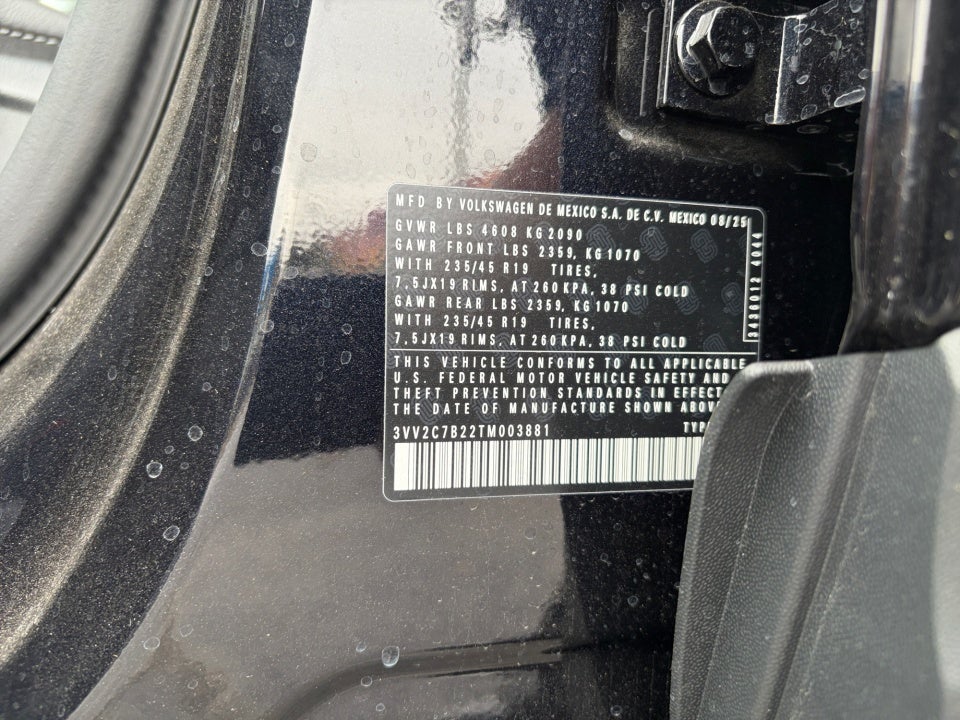 MFD BY VOLKSWAGEN DE MEXICO S.A. DE C.V. MEXICO 08/25
GVWR LBS 4608 KG 2090
GAWR FRONT LBS 2359, KG 1070
WITH 235/45 R19 TIRES,
7,5JX19 RIMS, AT 260 KPA, 38 PSI COLD
GAWR REAR LBS 2359, KG 1070
WITH 235/45 R19 TIRES,
7,5JX19 RIMS, AT 260 KPA, 38 PSI COLD
THIS VEHICLE CONFORMS TO ALL APPLICABLE
U.S. FEDERAL MOTOR VEHICLE SAFETY AND
THEFT PREVENTION STANDARDS IN EFFECT
THE DATE OF MANUFACTURE SHOWN ABOV
3VV2C7B22TM003881 TYP